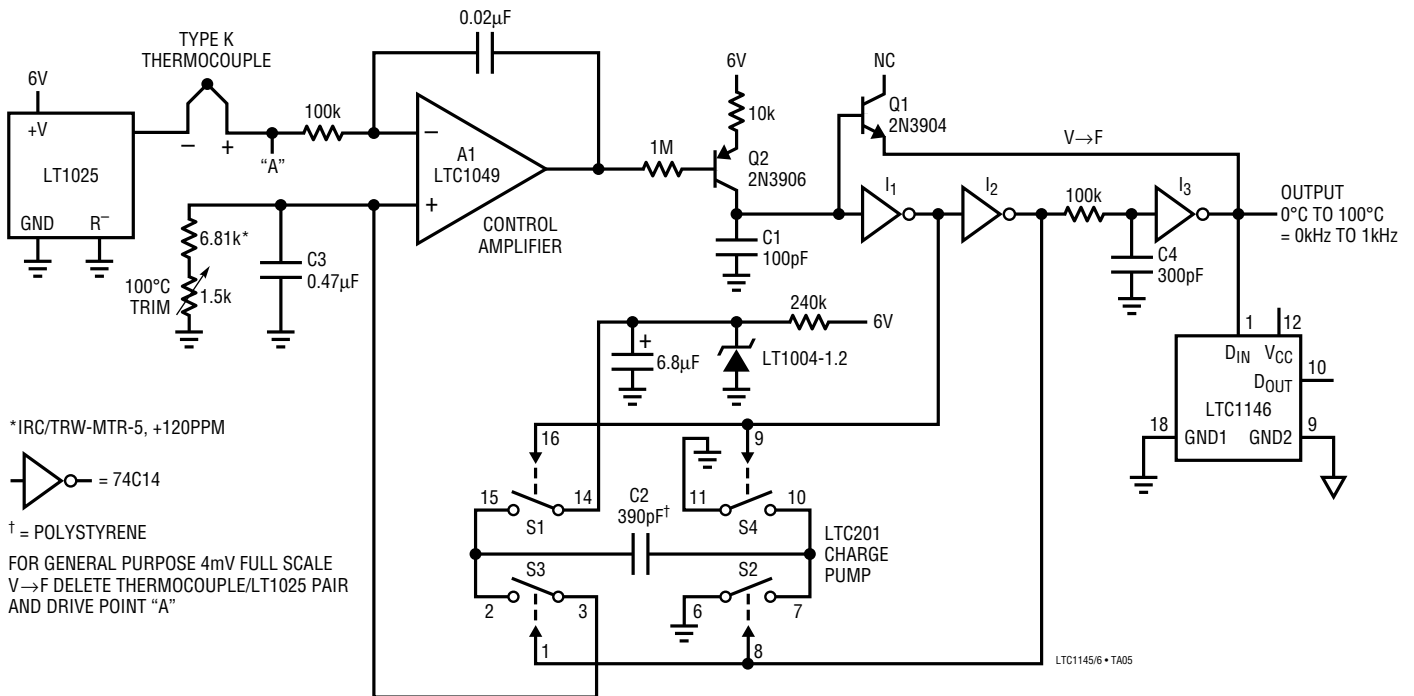 0.02µF
TYPE K
THERMOCOUPLE
6V
+V
LT1025
GND
R⁻
−
+
"A"
100k
−
+
A1
LTC1049
CONTROL
AMPLIFIER
6.81k*
100°C
TRIM
1.5k
C3
0.47µF
1M
6V
10k
Q2
2N3906
NC
Q1
2N3904
V→F
I₁
I₂
100k
I₃
C1
100pF
C4
300pF
OUTPUT
0°C TO 100°C
= 0kHz TO 1kHz
240k
6V
+
6.8µF
LT1004-1.2
1
12
D_IN
V_CC
D_OUT
10
LTC1146
18
GND1
GND2
9
16
9
15
14
S1
C2
390pF†
11
10
S4
LTC201
CHARGE
PUMP
S3
2
3
1
S2
6
7
8
*IRC/TRW-MTR-5, +120PPM
= 74C14
† = POLYSTYRENE
FOR GENERAL PURPOSE 4mV FULL SCALE
V→F DELETE THERMOCOUPLE/LT1025 PAIR
AND DRIVE POINT "A"
LTC1145/6 • TA05